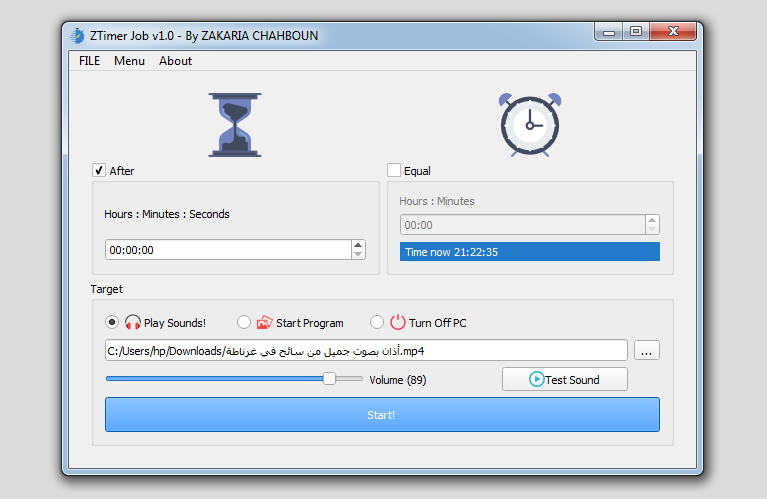 ZTimer Job v1.0 - By ZAKARIA CHAHBOUN
FILE Menu About
After
Equal
Hours : Minutes : Seconds
00:00:00
Hours : Minutes
00:00
Time now 21:22:35
Target
Play Sounds! Start Program Turn Off PC
C:/Users/hp/Downloads/أذان بصوت جميل من سائح في غرناطة.mp4 ...
Volume (89) Test Sound
Start!